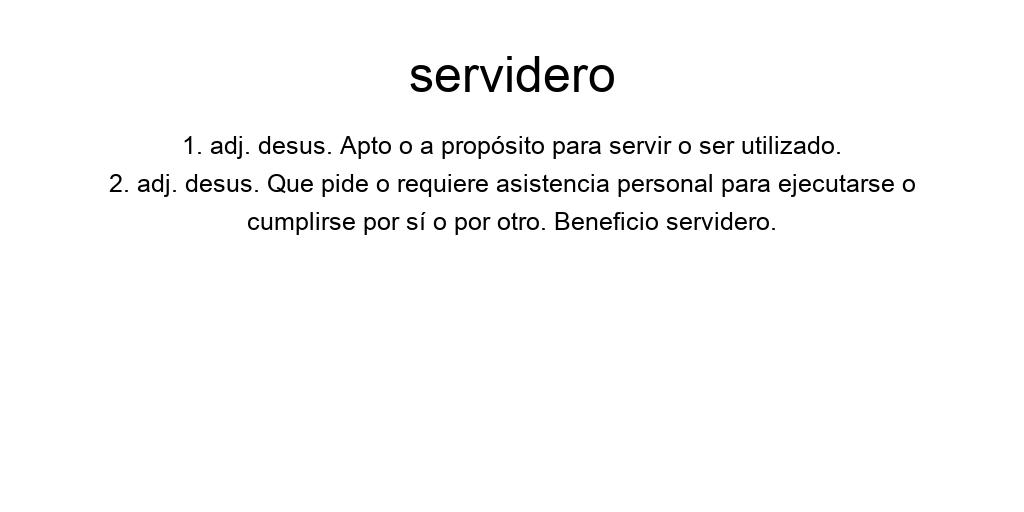 servidero
1. adj. desus. Apto o a propósito para servir o ser utilizado.
2. adj. desus. Que pide o requiere asistencia personal para ejecutarse o
cumplirse por sí o por otro. Beneficio servidero.